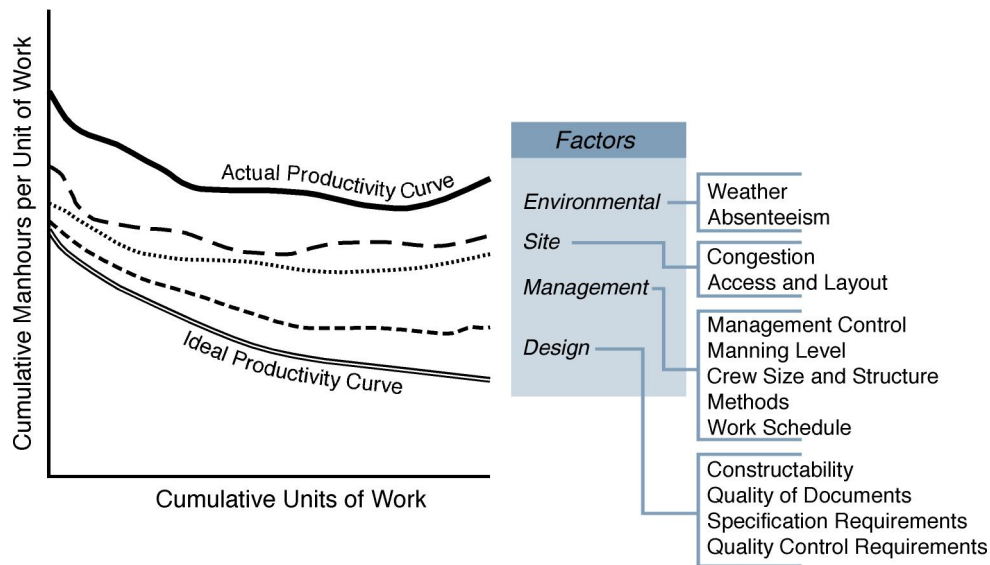 Cumulative Manhours per Unit of Work
Actual Productivity Curve
Ideal Productivity Curve
Cumulative Units of Work
Factors
Environmental
Weather
Absenteeism
Site
Congestion
Access and Layout
Management
Management Control
Manning Level
Crew Size and Structure
Methods
Work Schedule
Design
Constructability
Quality of Documents
Specification Requirements
Quality Control Requirements